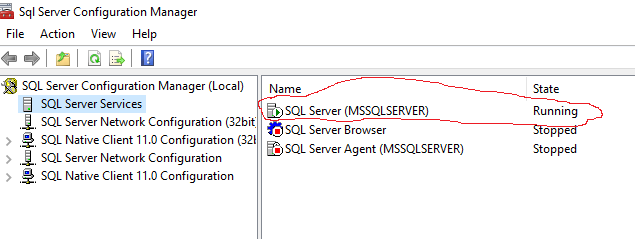 Sql Server Configuration Manager
File Action View Help
SQL Server Configuration Manager (Local)
SQL Server Services
SQL Server Network Configuration (32bit
SQL Native Client 11.0 Configuration (32b
SQL Server Network Configuration
SQL Native Client 11.0 Configuration
Name State
SQL Server (MSSQLSERVER) Running
SQL Server Browser Stopped
SQL Server Agent (MSSQLSERVER) Stopped